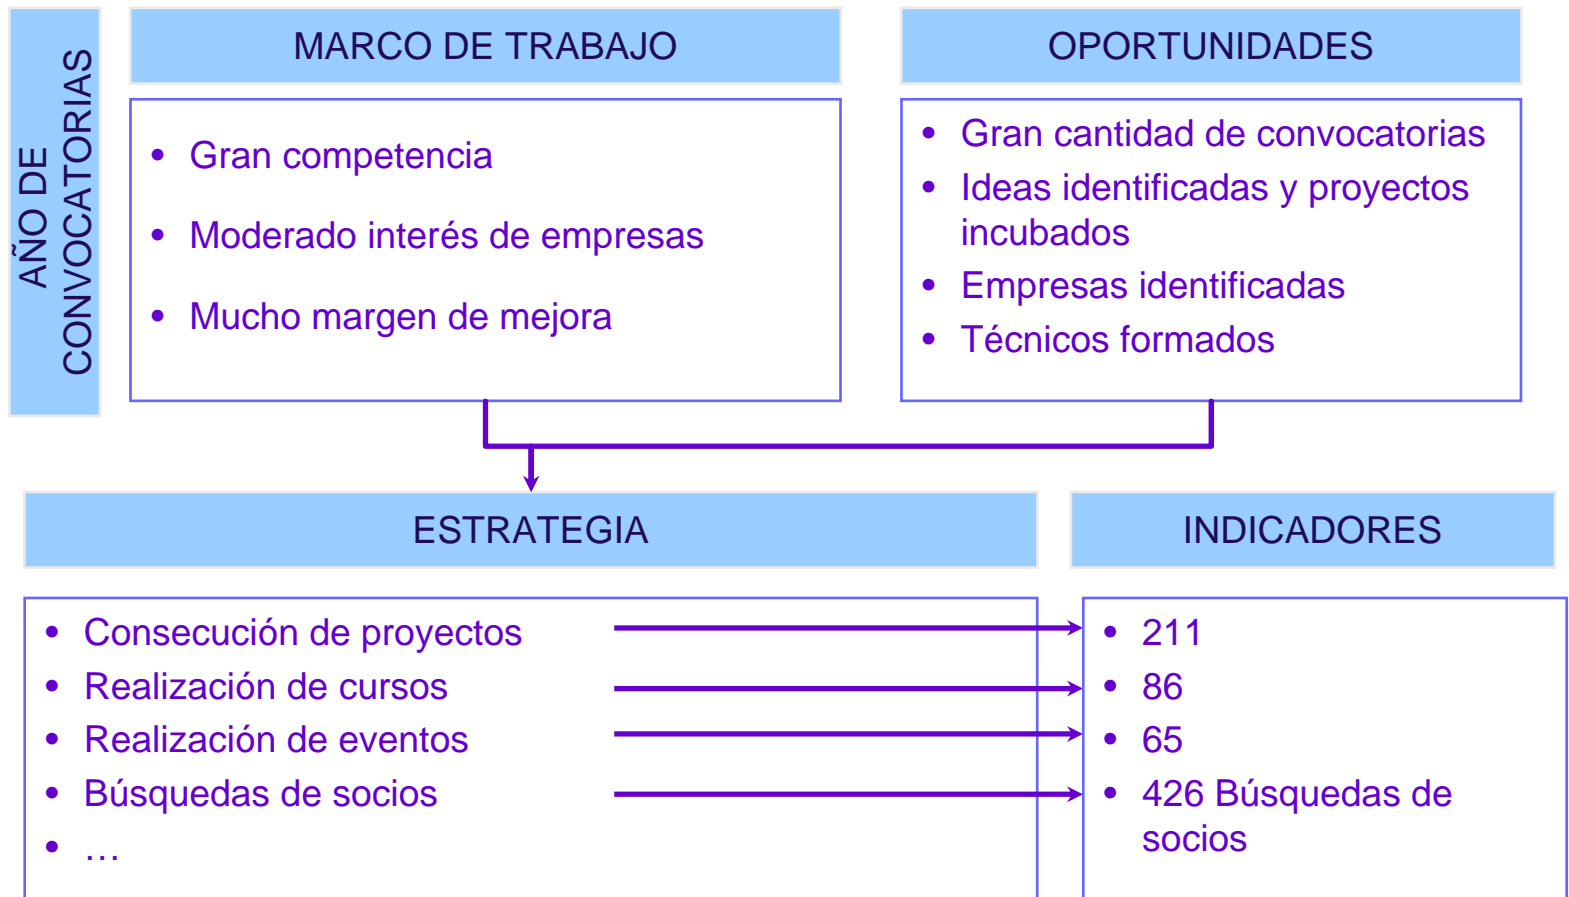 AÑO DE
CONVOCATORIAS
MARCO DE TRABAJO
• Gran competencia
• Moderado interés de empresas
• Mucho margen de mejora
OPORTUNIDADES
• Gran cantidad de convocatorias
• Ideas identificadas y proyectos
incubados
• Empresas identificadas
• Técnicos formados
ESTRATEGIA
• Consecución de proyectos
• Realización de cursos
• Realización de eventos
• Búsquedas de socios
• …
INDICADORES
• 211
• 86
• 65
• 426 Búsquedas de
socios